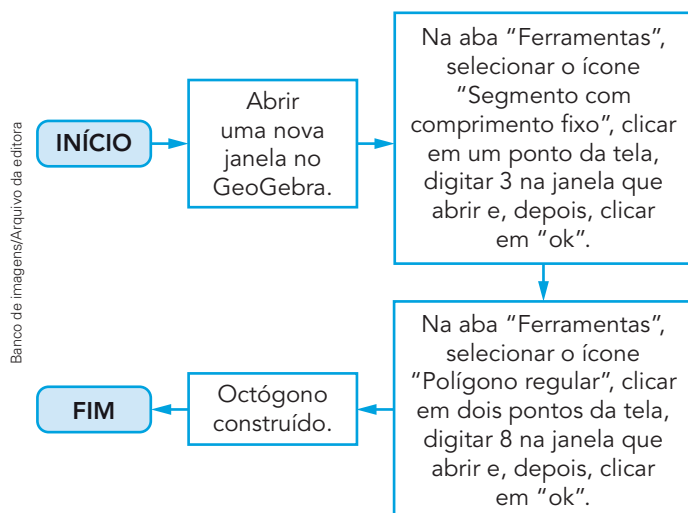 INÍCIO
Abrir
uma nova
janela no
GeoGebra.
Na aba “Ferramentas”,
selecionar o ícone
“Segmento com
comprimento fixo”, clicar
em um ponto da tela,
digitar 3 na janela que
abrir e, depois, clicar
em “ok”.
Na aba “Ferramentas”,
selecionar o ícone
“Polígono regular”, clicar
em dois pontos da tela,
digitar 8 na janela que
abrir e, depois, clicar
em “ok”.
Octógono
construído.
FIM
Banco de imagens/Arquivo da editora